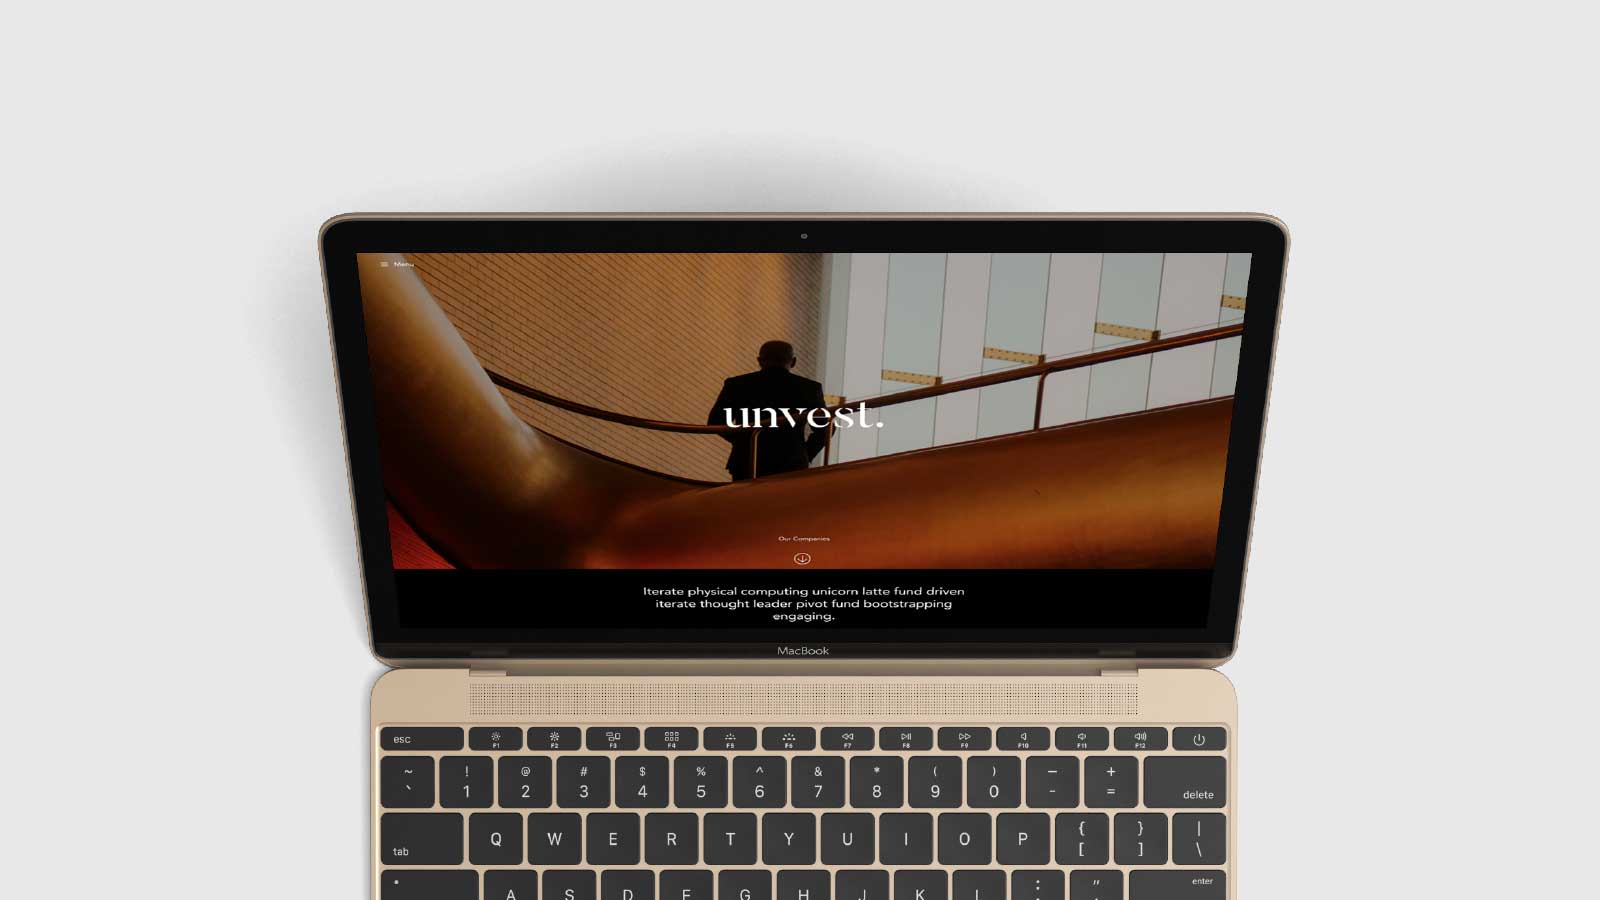 Menu
unvest.
Our Companies
Iterate physical computing unicorn latte fund driven
iterate thought leader pivot fund bootstrapping
engaging.
MacBook
esc F1 F2 F3 F4 F5 F6 F7 F8 F9 F10 F11 F12
~ ! @ # $ % ^ & * ( ) — +
` 1 2 3 4 5 6 7 8 9 0 - = delete
tab Q W E R T Y U I O P { [ } ] | \
A S D F G H J K L : " enter